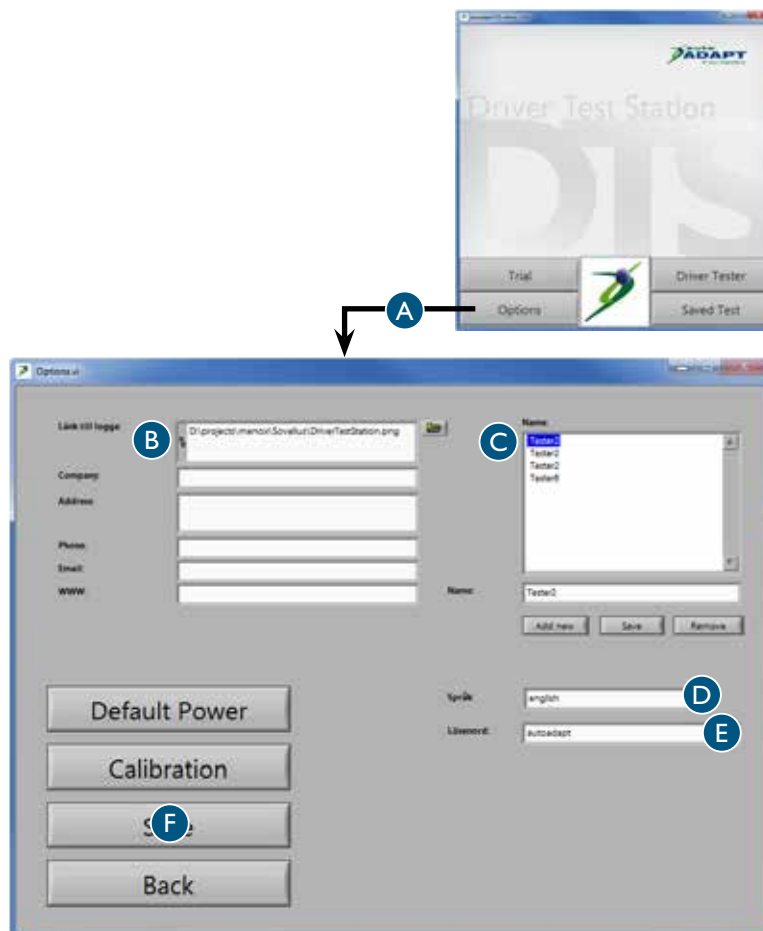 ADAPT
Driver Test Station
DTS
Trial
Driver Tester
Options
Saved Test
A
Options.vi
Länk till logga:
B
D:\projects\menox\Sovelius\DriverTestStation.png
Company:
Address:
Phone:
Email:
WWW:
Name:
C
Tester2
Tester2
Tester2
Tester6
Name:
Tester2
Add new
Save
Remove
Språk:
english
D
Lösenord:
autoadapt
E
Default Power
Calibration
F
Back